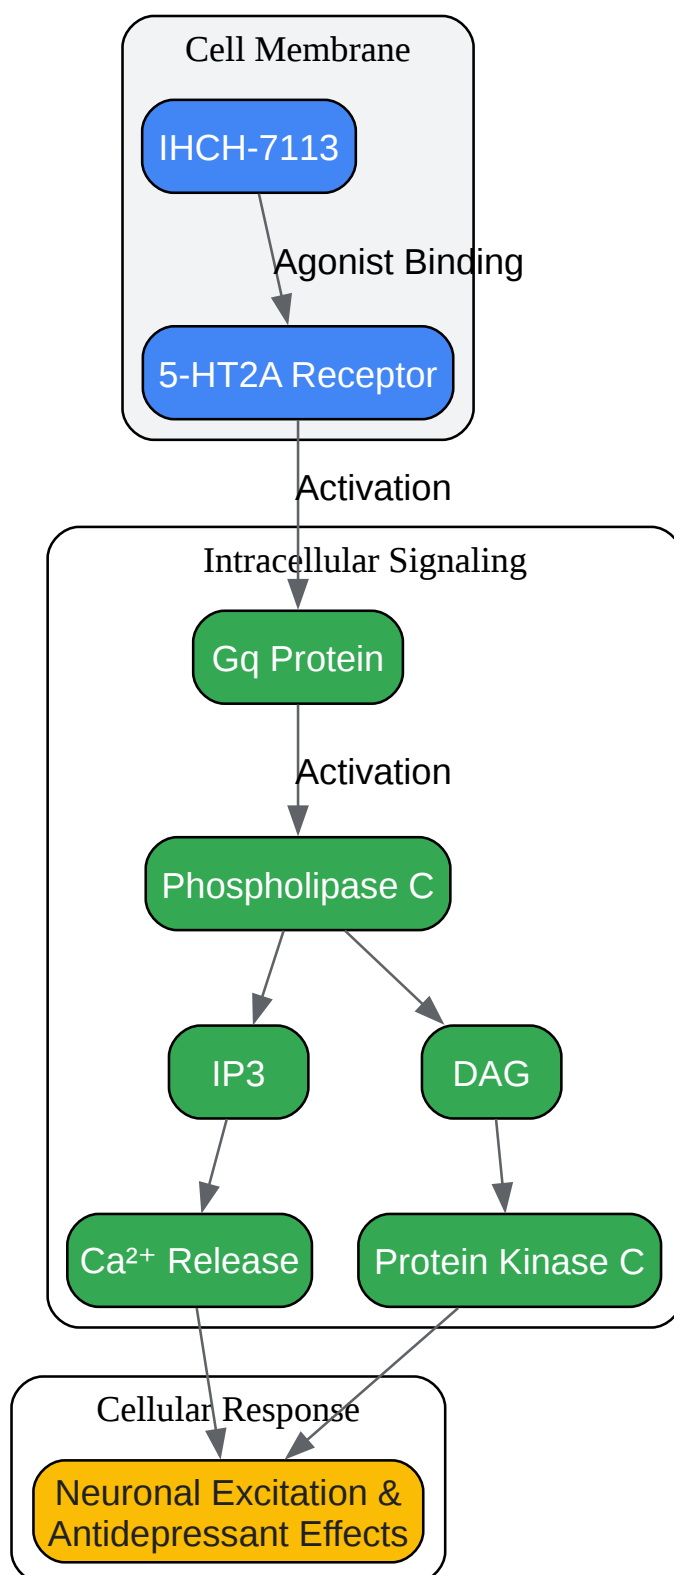 Cell Membrane
IHCH-7113
Agonist Binding
5-HT2A Receptor
Activation
Intracellular Signaling
Gq Protein
Activation
Phospholipase C
IP3
DAG
Ca²⁺ Release
Protein Kinase C
Cellular Response
Neuronal Excitation &
Antidepressant Effects